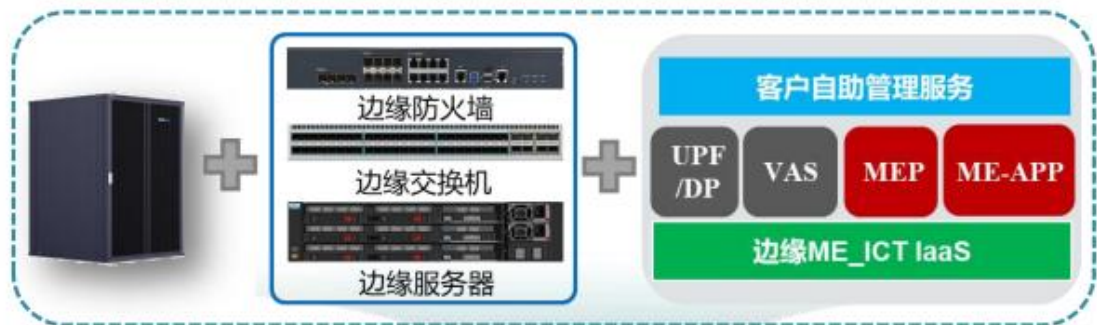 边缘防火墙
边缘交换机
边缘服务器
客户自助管理服务
UPF
/DP
VAS
MEP
ME-APP
边缘ME_ICT IaaS